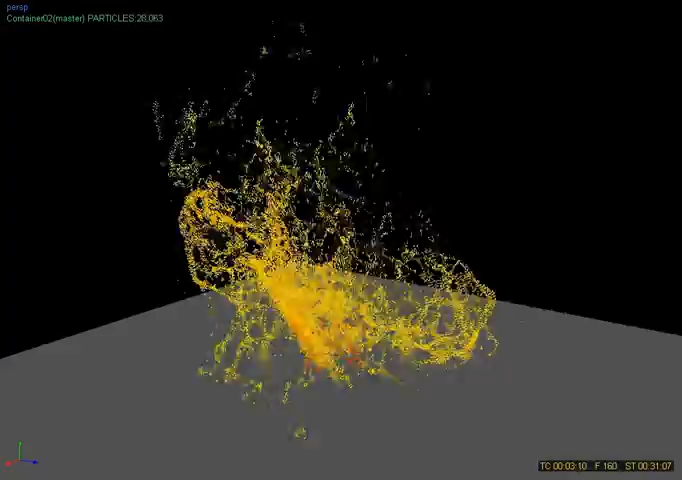 persp
Container02(master) PARTICLES:28.063
TC 00:03:10 F 160 ST 00:31:07